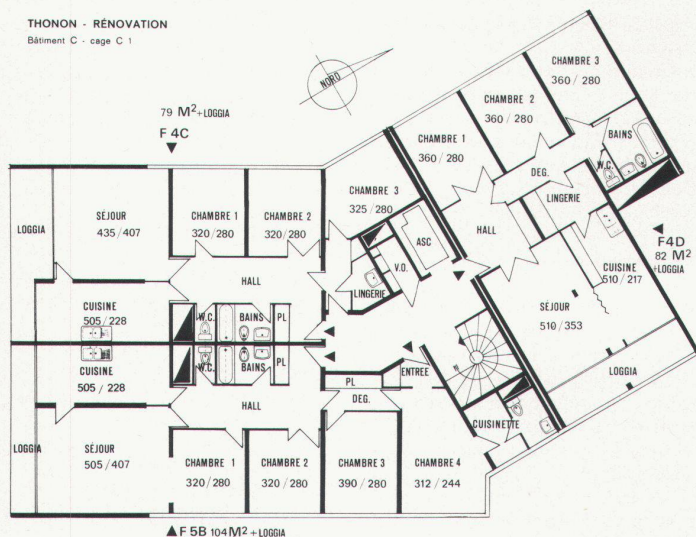 THONON - RÉNOVATION
Bâtiment C - cage C 1
NORD
79 M²+LOGGIA
F 4C
CHAMBRE 3
360 / 280
CHAMBRE 2
360 / 280
CHAMBRE 1
360 / 280
BAINS
W.C.
DEG.
LINGERIE
HALL
F4D
82 M²
+LOGGIA
CUISINE
510 / 217
SÉJOUR
510 / 353
LOGGIA
LOGGIA
SÉJOUR
435 / 407
CHAMBRE 1
320 / 280
CHAMBRE 2
320 / 280
CHAMBRE 3
325 / 280
ASC
V.O.
LINGERIE
HALL
CUISINE
505 / 228
W.C.
BAINS
PL
CUISINE
505 / 228
W.C.
BAINS
PL
HALL
PL
DEG.
ENTRÉE
CUISINETTE
LOGGIA
SÉJOUR
505 / 407
CHAMBRE 1
320 / 280
CHAMBRE 2
320 / 280
CHAMBRE 3
390 / 280
CHAMBRE 4
312 / 244
F 5B 104 M² + LOGGIA